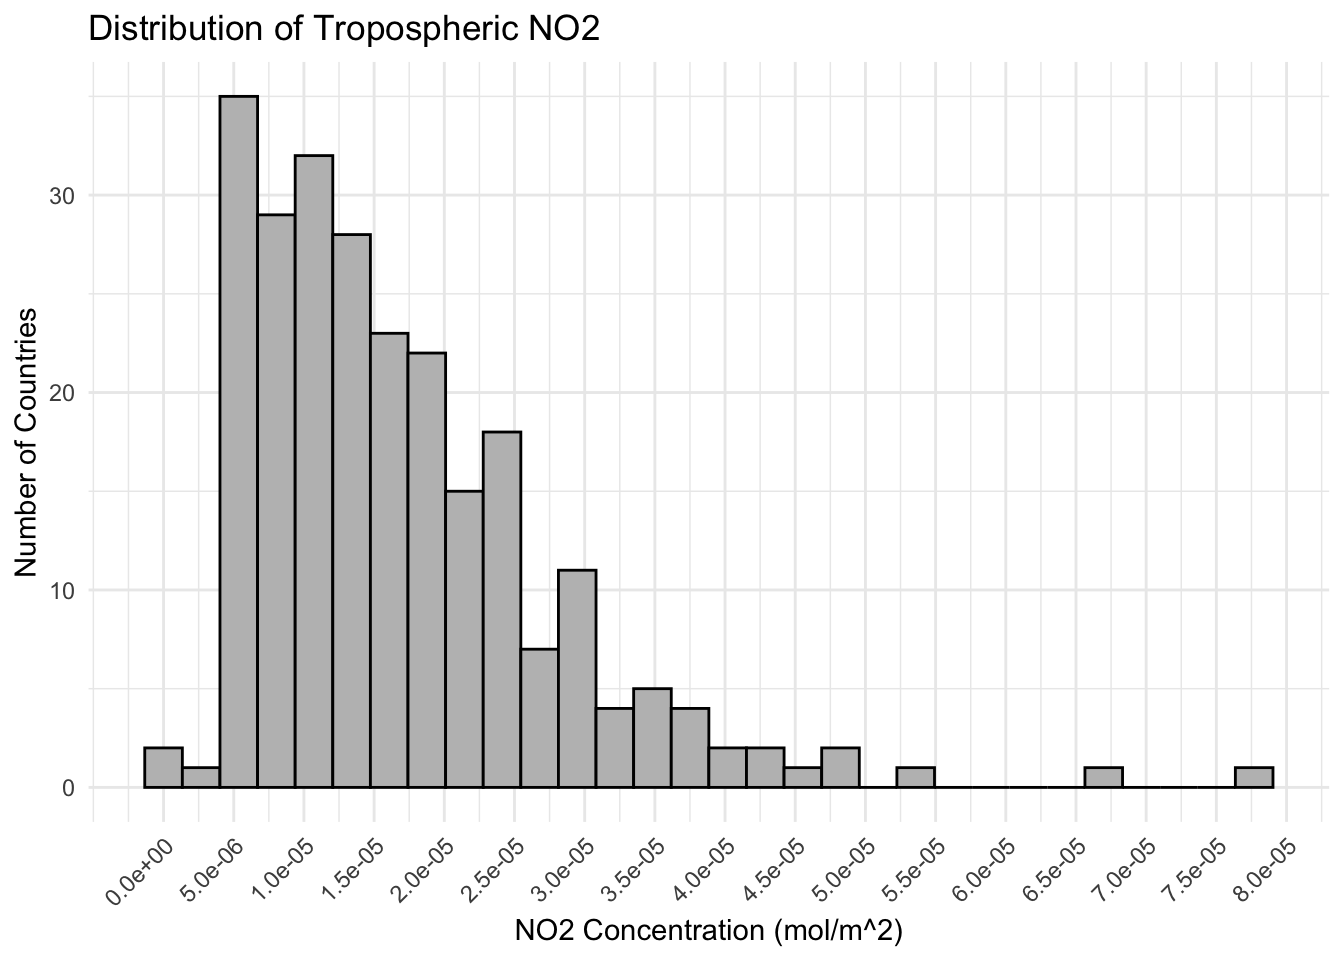 Distribution of Tropospheric NO2
Number of Countries
30
20
10
0
0.0e+00
5.0e-06
1.0e-05
1.5e-05
2.0e-05
2.5e-05
3.0e-05
3.5e-05
4.0e-05
4.5e-05
5.0e-05
5.5e-05
6.0e-05
6.5e-05
7.0e-05
7.5e-05
8.0e-05
NO2 Concentration (mol/m^2)